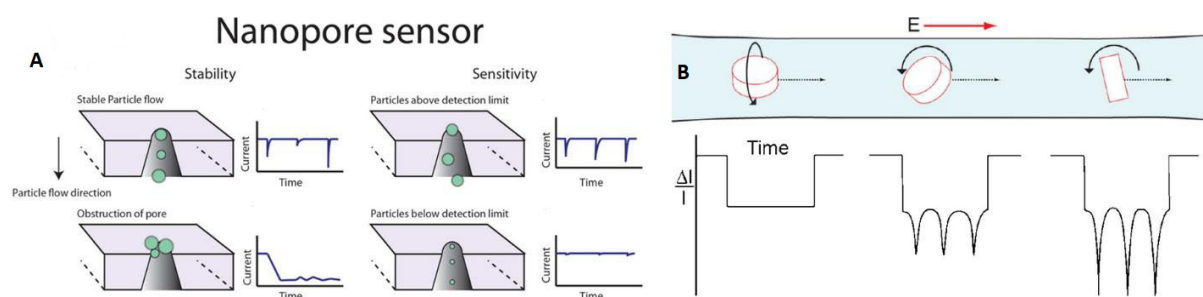 Nanopore sensor
A
Stability
Sensitivity
Stable Particle flow
Current
Time
Particles above detection limit
Current
Time
Particle flow direction
Obstruction of pore
Current
Time
Particles below detection limit
Current
Time
E
B
Time
ΔI
I